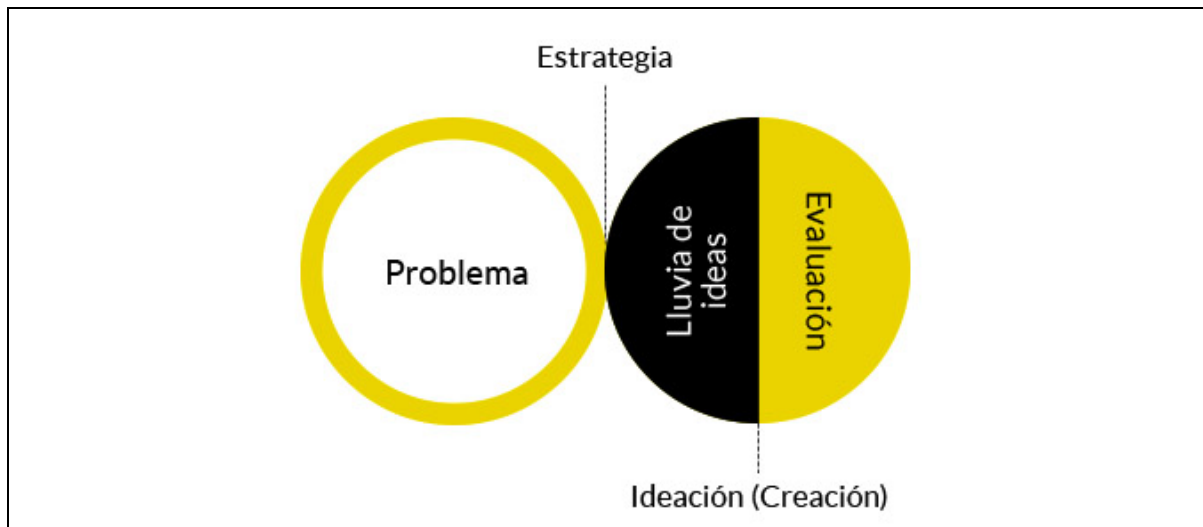 Estrategia
Problema
Lluvia de
ideas
Evaluación
Ideación (Creación)